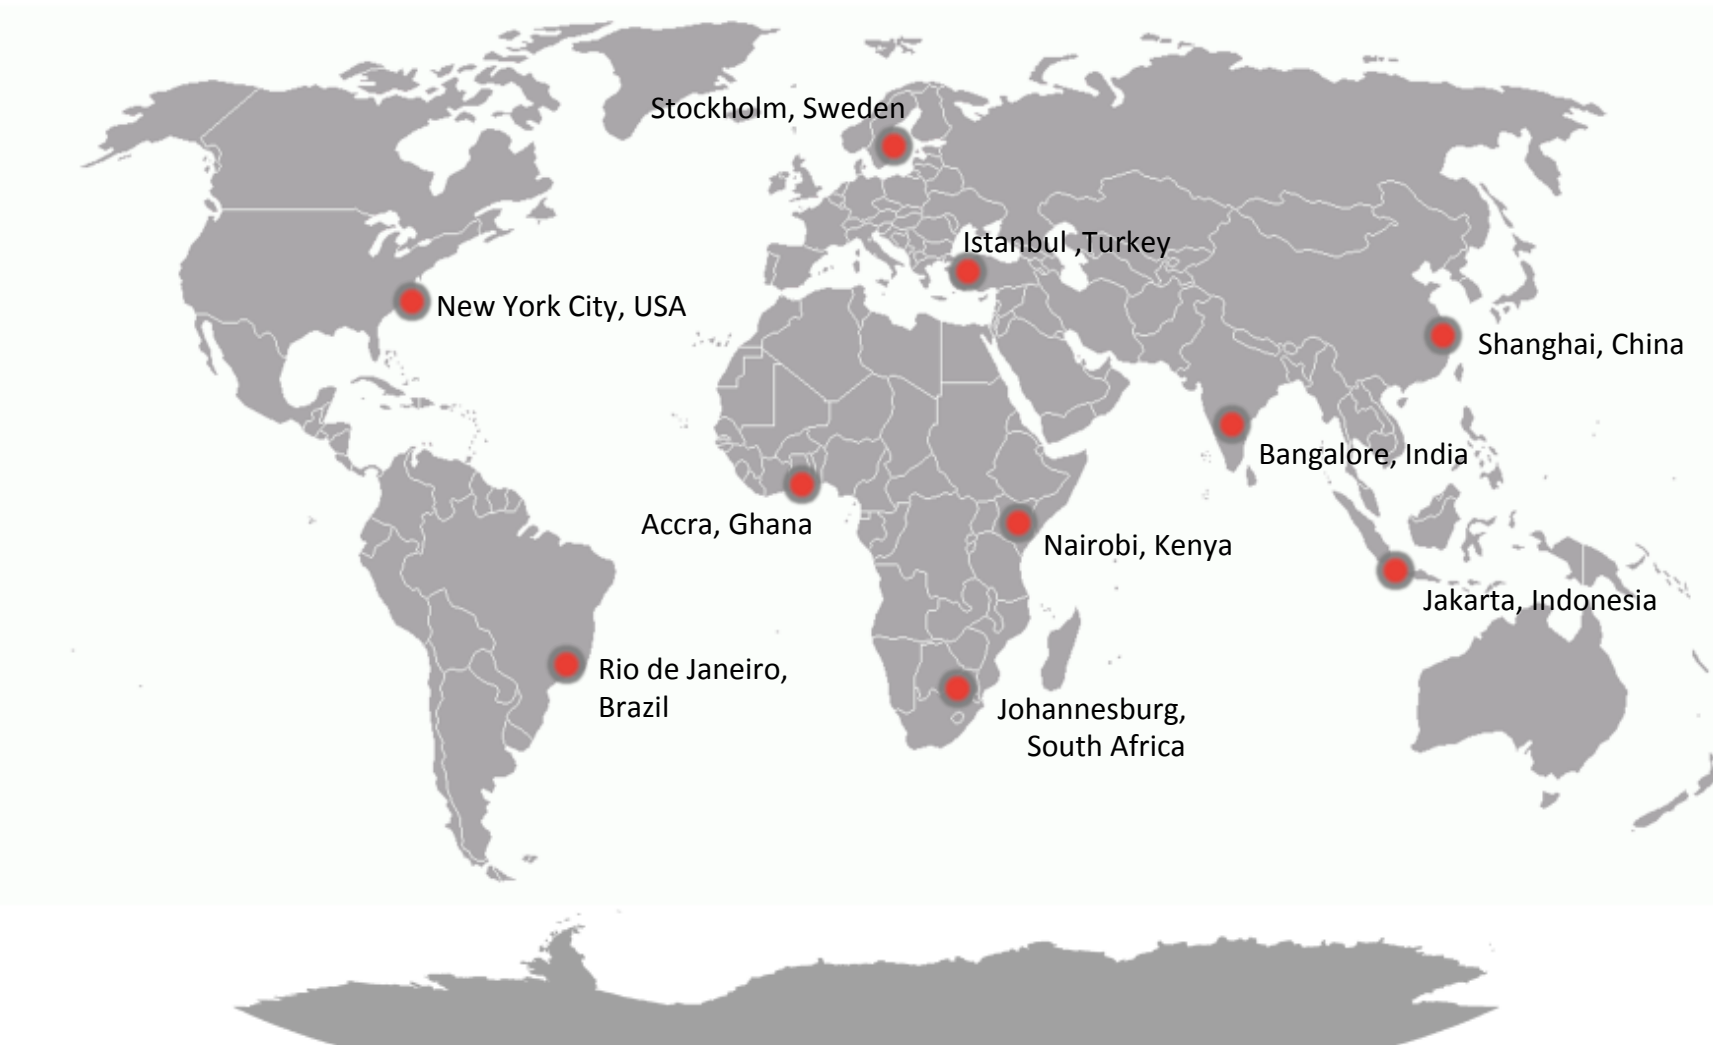 Stockholm, Sweden
Istanbul ,Turkey
New York City, USA
Shanghai, China
Bangalore, India
Accra, Ghana
Nairobi, Kenya
Jakarta, Indonesia
Rio de Janeiro,
Brazil
Johannesburg,
South Africa